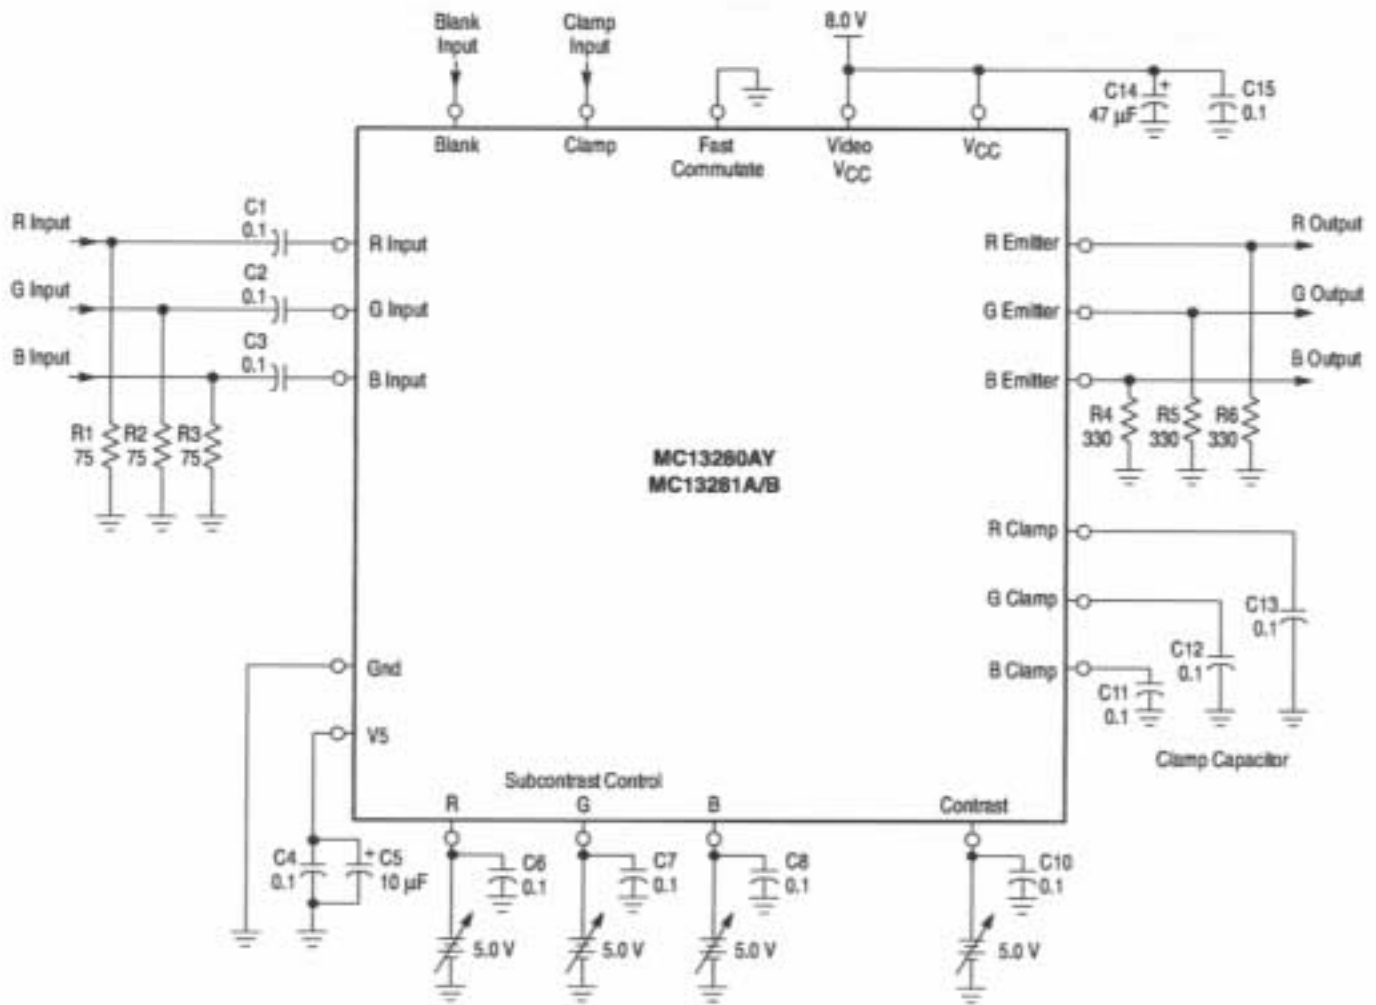 Blank
Input
Clamp
Input
8.0 V
C14
47 µF
+
C15
0.1
Blank
Clamp
Fast
Commutate
Video
VCC
VCC
R Input
C1
0.1
R Input
R Emitter
R Output
G Input
C2
0.1
G Input
G Emitter
G Output
B Input
C3
0.1
B Input
B Emitter
B Output
R1
75
R2
75
R3
75
R4
330
R5
330
R6
330
MC13280AY
MC13281A/B
R Clamp
G Clamp
B Clamp
C13
0.1
C12
0.1
C11
0.1
Clamp Capacitor
Gnd
V5
Subcontrast Control
R
G
B
Contrast
C4
0.1
+
C5
10 µF
C6
0.1
C7
0.1
C8
0.1
C10
0.1
5.0 V
5.0 V
5.0 V
5.0 V